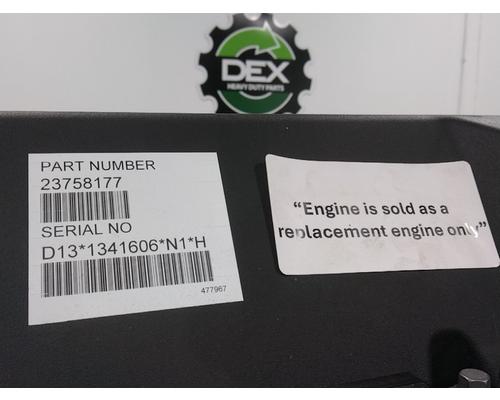 DEX
HEAVY DUTY PARTS
PART NUMBER
23758177
SERIAL NO
D13*1341606*N1*H
477967
“Engine is sold as a
replacement engine only”